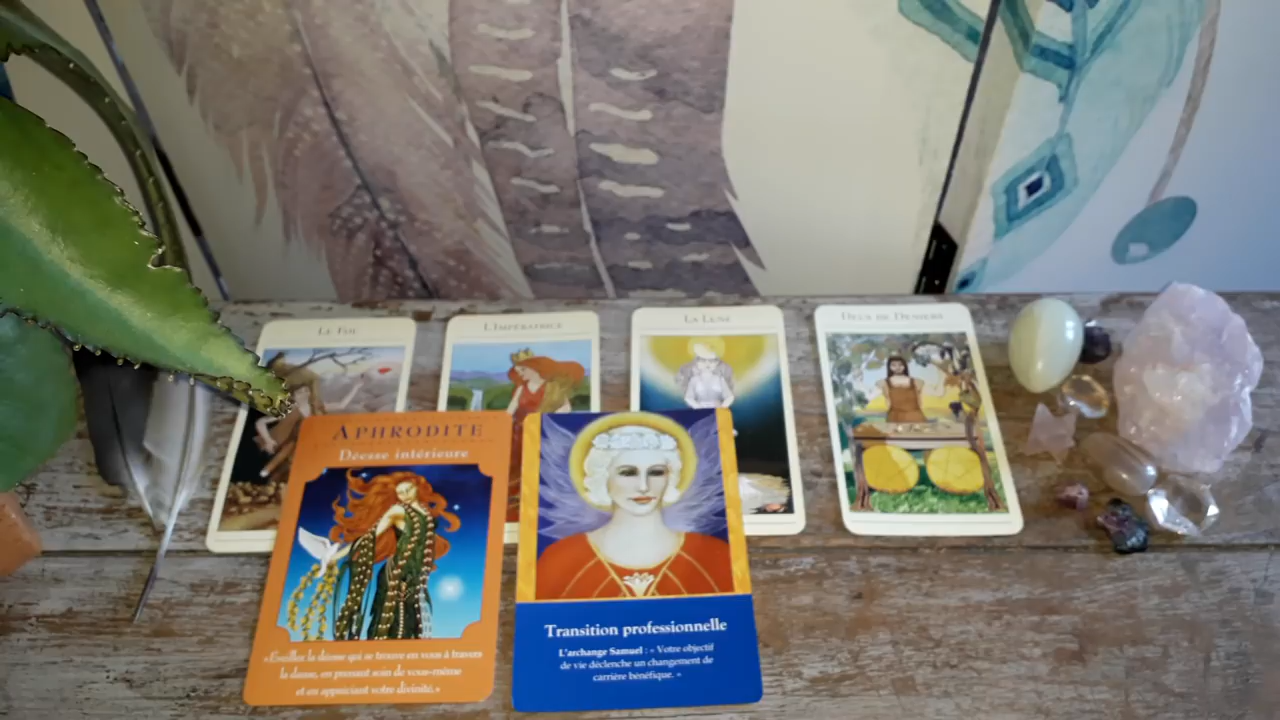 Le Fou
L'Impératrice
La Lune
Deux de Deniers
APHRODITE
Déesse intérieure
«Éveillez la déesse qui se trouve en vous à travers
la danse, en prenant soin de vous-même
et en appréciant votre divinité.»
Transition professionnelle
L'archange Samuel : « Votre objectif
de vie déclenche un changement de
carrière bénéfique. »